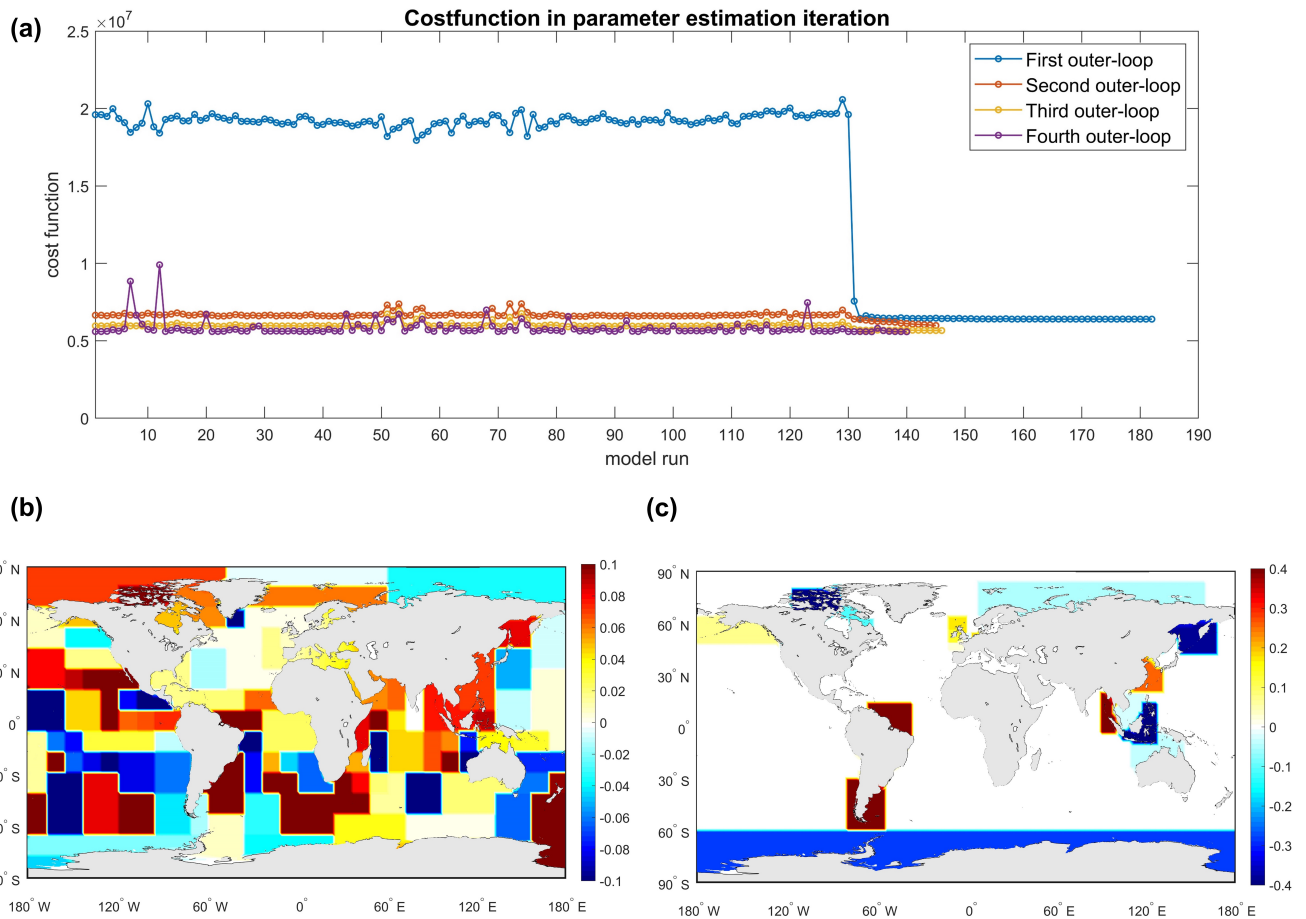 (a)
Costfunction in parameter estimation iteration
×10⁷
2.5
2
1.5
1
0.5
0
cost function
First outer-loop
Second outer-loop
Third outer-loop
Fourth outer-loop
10 20 30 40 50 60 70 80 90 100 110 120 130 140 150 160 170 180 190
model run
(b)
0° N
° N
° N
0°
° S
° S
° S
180° W 120° W 60° W 0° 60° E 120° E 180° E
0.1
0.08
0.06
0.04
0.02
0
-0.02
-0.04
-0.06
-0.08
-0.1
(c)
90° N
60° N
30° N
0°
30° S
60° S
90° S
180° W 120° W 60° W 0° 60° E 120° E 180° E
0.4
0.3
0.2
0.1
0
-0.1
-0.2
-0.3
-0.4